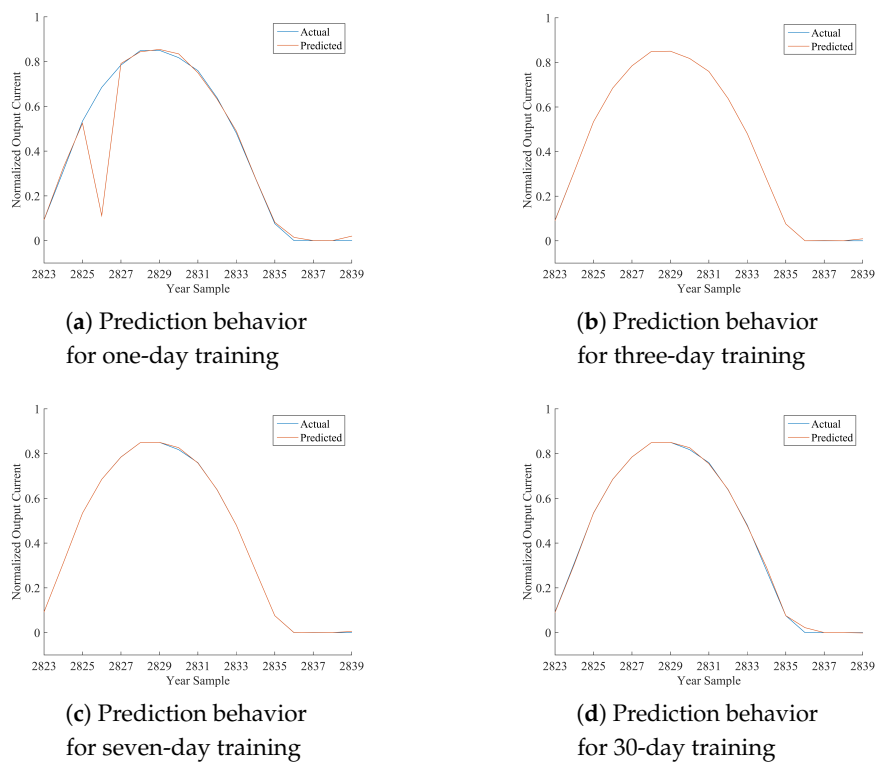 1
0.8
0.6
0.4
0.2
0
Normalized Output Current
Actual
Predicted
2823 2825 2827 2829 2831 2833 2835 2837 2839
Year Sample
(a) Prediction behavior
for one-day training
1
0.8
0.6
0.4
0.2
0
Normalized Output Current
Actual
Predicted
2823 2825 2827 2829 2831 2833 2835 2837 2839
Year Sample
(b) Prediction behavior
for three-day training
1
0.8
0.6
0.4
0.2
0
Normalized Output Current
Actual
Predicted
2823 2825 2827 2829 2831 2833 2835 2837 2839
Year Sample
(c) Prediction behavior
for seven-day training
1
0.8
0.6
0.4
0.2
0
Normalized Output Current
Actual
Predicted
2823 2825 2827 2829 2831 2833 2835 2837 2839
Year Sample
(d) Prediction behavior
for 30-day training